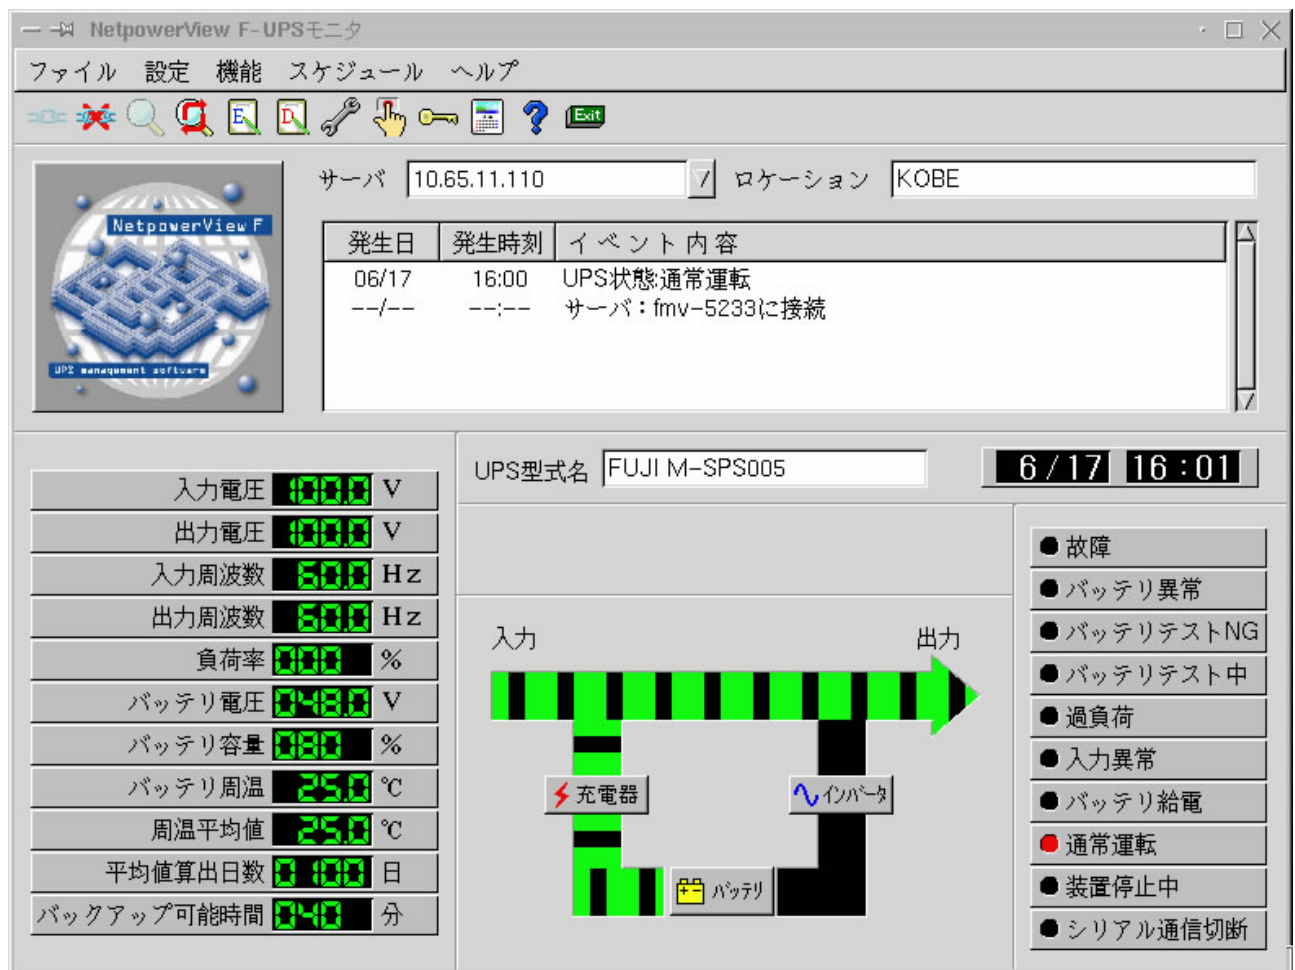 NetpowerView F-UPSモニタ
ファイル 設定 機能 スケジュール ヘルプ
E D ? Exit
サーバ 10.65.11.110 ロケーション KOBE
NetpowerView F
UPS management software
発生日 発生時刻 イベント内容
06/17 16:00 UPS状態:通常運転
--/-- --:-- サーバ：fmv-5233に接続
UPS型式名 FUJI M-SPS005 6/17 16:01
入力電圧 100.0 V
出力電圧 100.0 V
入力周波数 60.0 Hz
出力周波数 60.0 Hz
負荷率 000 %
バッテリ電圧 048.0 V
バッテリ容量 080 %
バッテリ周温 25.0 ℃
周温平均値 25.0 ℃
平均値算出日数 0100 日
バックアップ可能時間 040 分
入力 出力
充電器 インバータ
バッテリ
故障
バッテリ異常
バッテリテストNG
バッテリテスト中
過負荷
入力異常
バッテリ給電
通常運転
装置停止中
シリアル通信切断